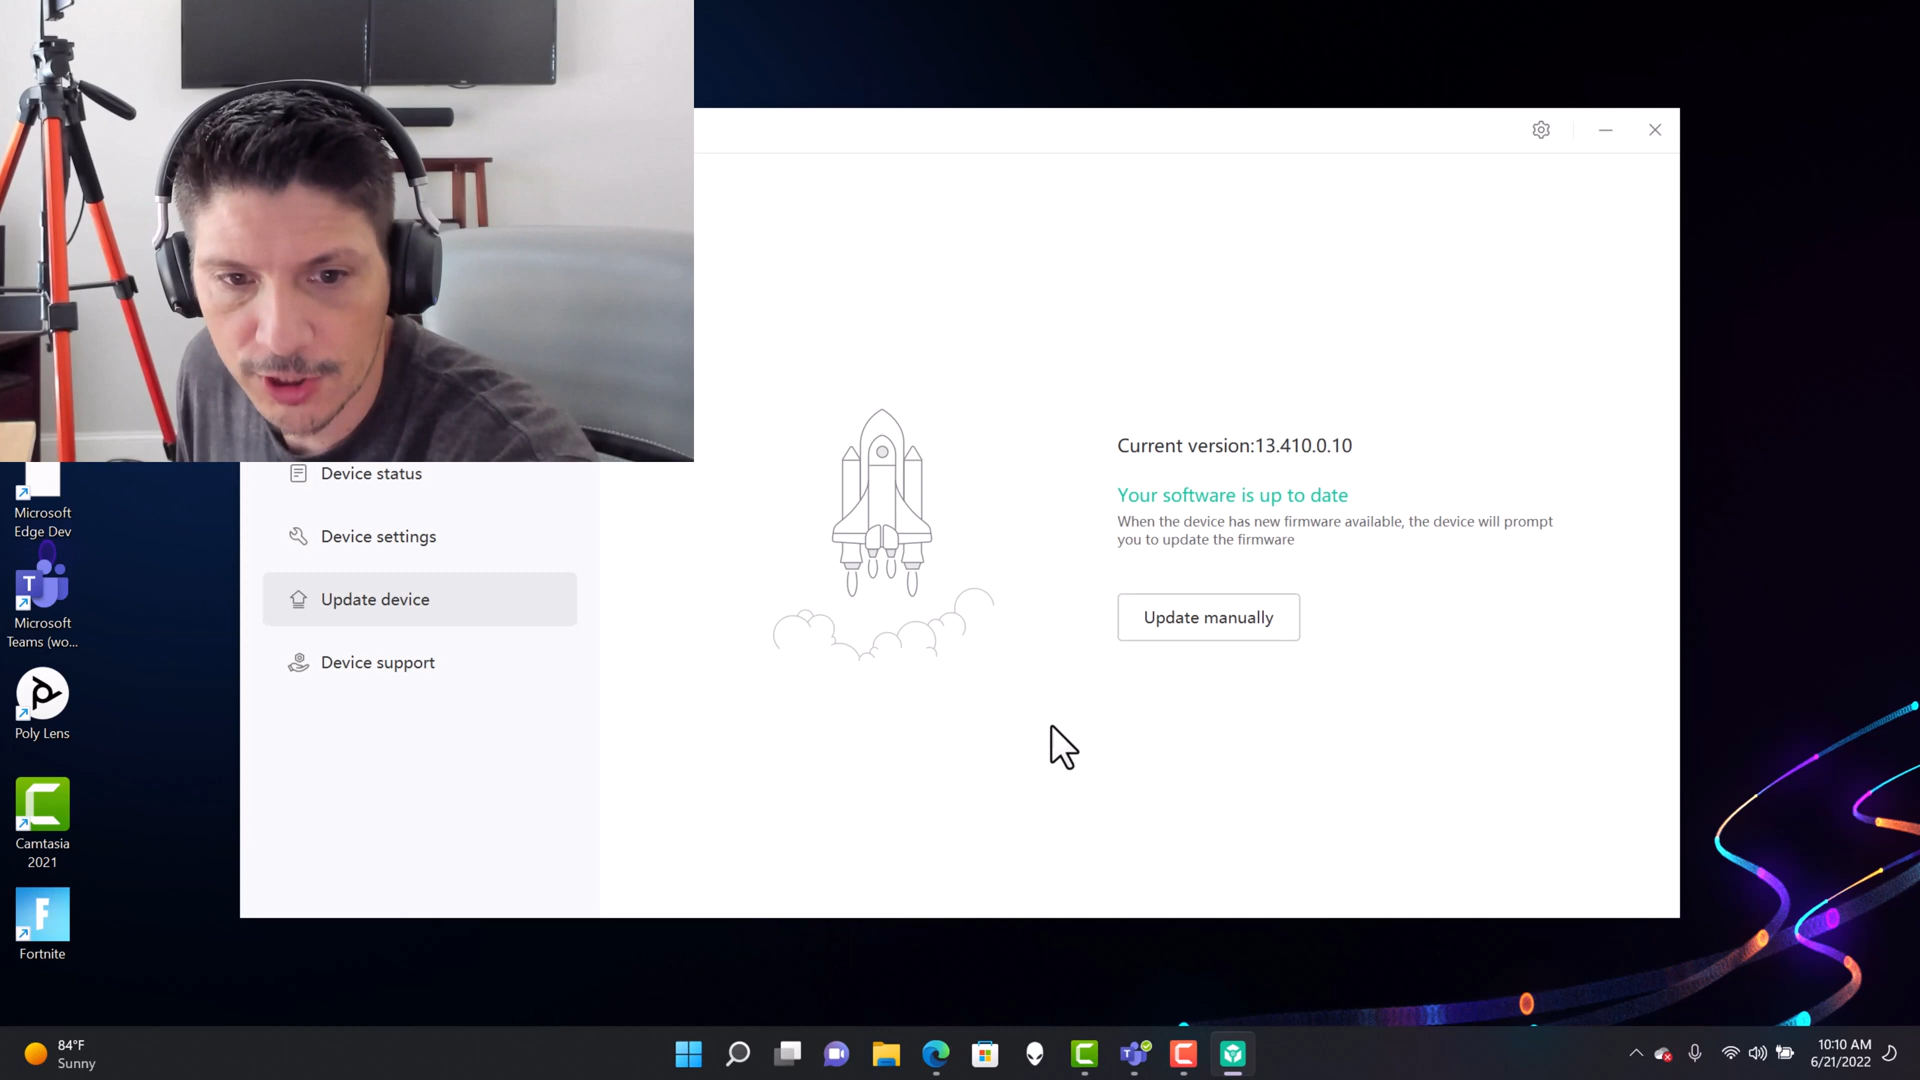 Current version:13.410.0.10
Your software is up to date
When the device has new firmware available, the device will prompt
you to update the firmware
Update manually
Device status
Device settings
Update device
Device support
Microsoft
Edge Dev
T
Microsoft
Teams (wo...
Poly Lens
Camtasia
2021
F
Fortnite
84°F
Sunny
T
10:10 AM
6/21/2022